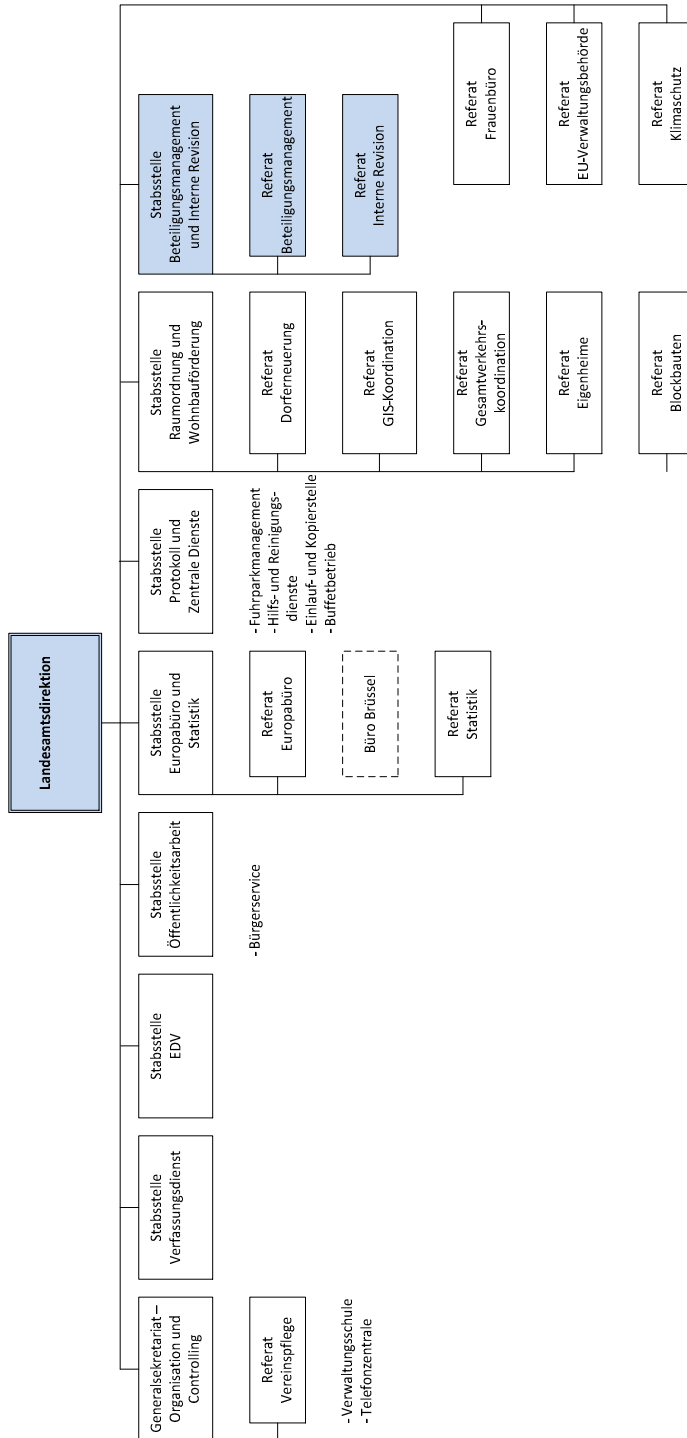 Landesamtsdirektion
Generalsekretariat –
Organisation und
Controlling
Referat
Vereinspflege
- Verwaltungsschule
- Telefonzentrale
Stabsstelle
Verfassungsdienst
Stabsstelle
EDV
Stabsstelle
Öffentlichkeitsarbeit
- Bürgerservice
Stabsstelle
Europabüro und
Statistik
Referat
Europabüro
Büro Brüssel
Referat
Statistik
Stabsstelle
Protokoll und
Zentrale Dienste
- Fuhrparkmanagement
- Hilfs- und Reinigungs-
dienste
- Einlauf- und Kopierstelle
- Buffetbetrieb
Stabsstelle
Raumordnung und
Wohnbauförderung
Referat
Dorferneuerung
Referat
GIS-Koordination
Referat
Gesamtverkehrs-
koordination
Referat
Eigenheime
Referat
Blockbauten
Stabsstelle
Beteiligungsmanagement
und Interne Revision
Referat
Beteiligungsmanagement
Referat
Interne Revision
Referat
Frauenbüro
Referat
EU-Verwaltungsbehörde
Referat
Klimaschutz